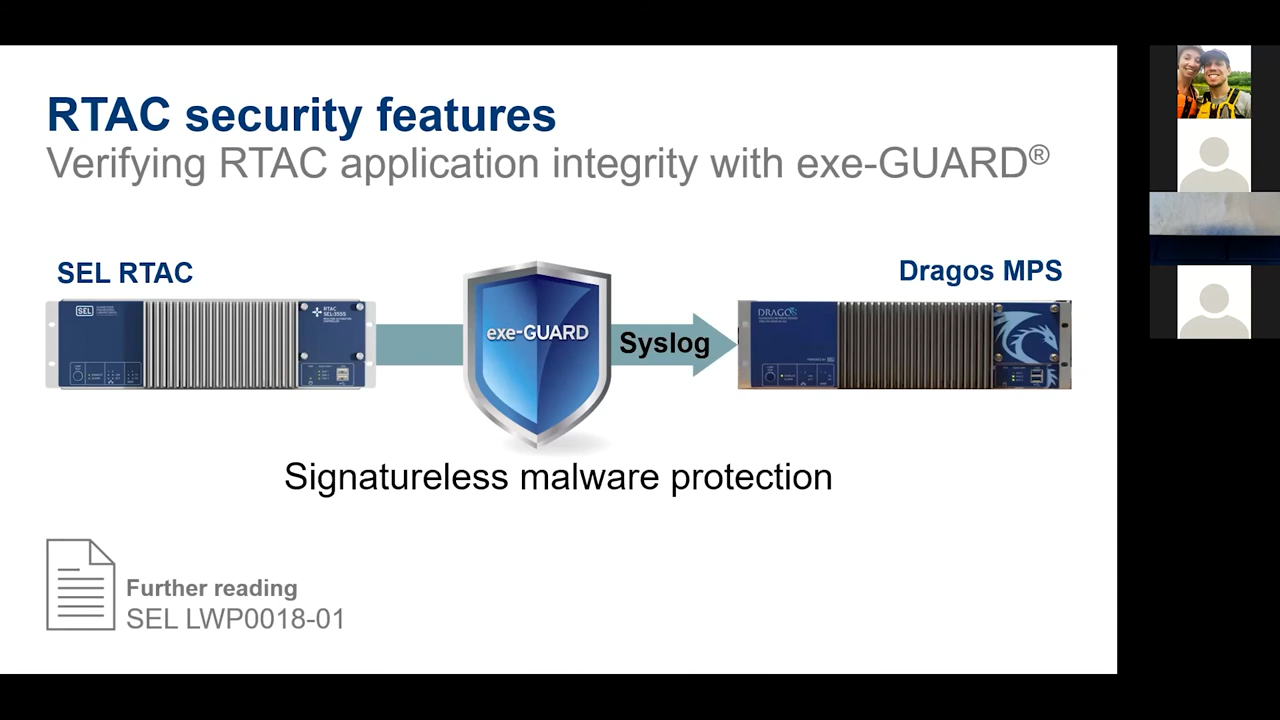 RTAC security features
Verifying RTAC application integrity with exe-GUARD®
SEL RTAC
Dragos MPS
SEL
RTAC
SEL-3555
exe-GUARD
Syslog
DRAGOS
Signatureless malware protection
Further reading
SEL LWP0018-01